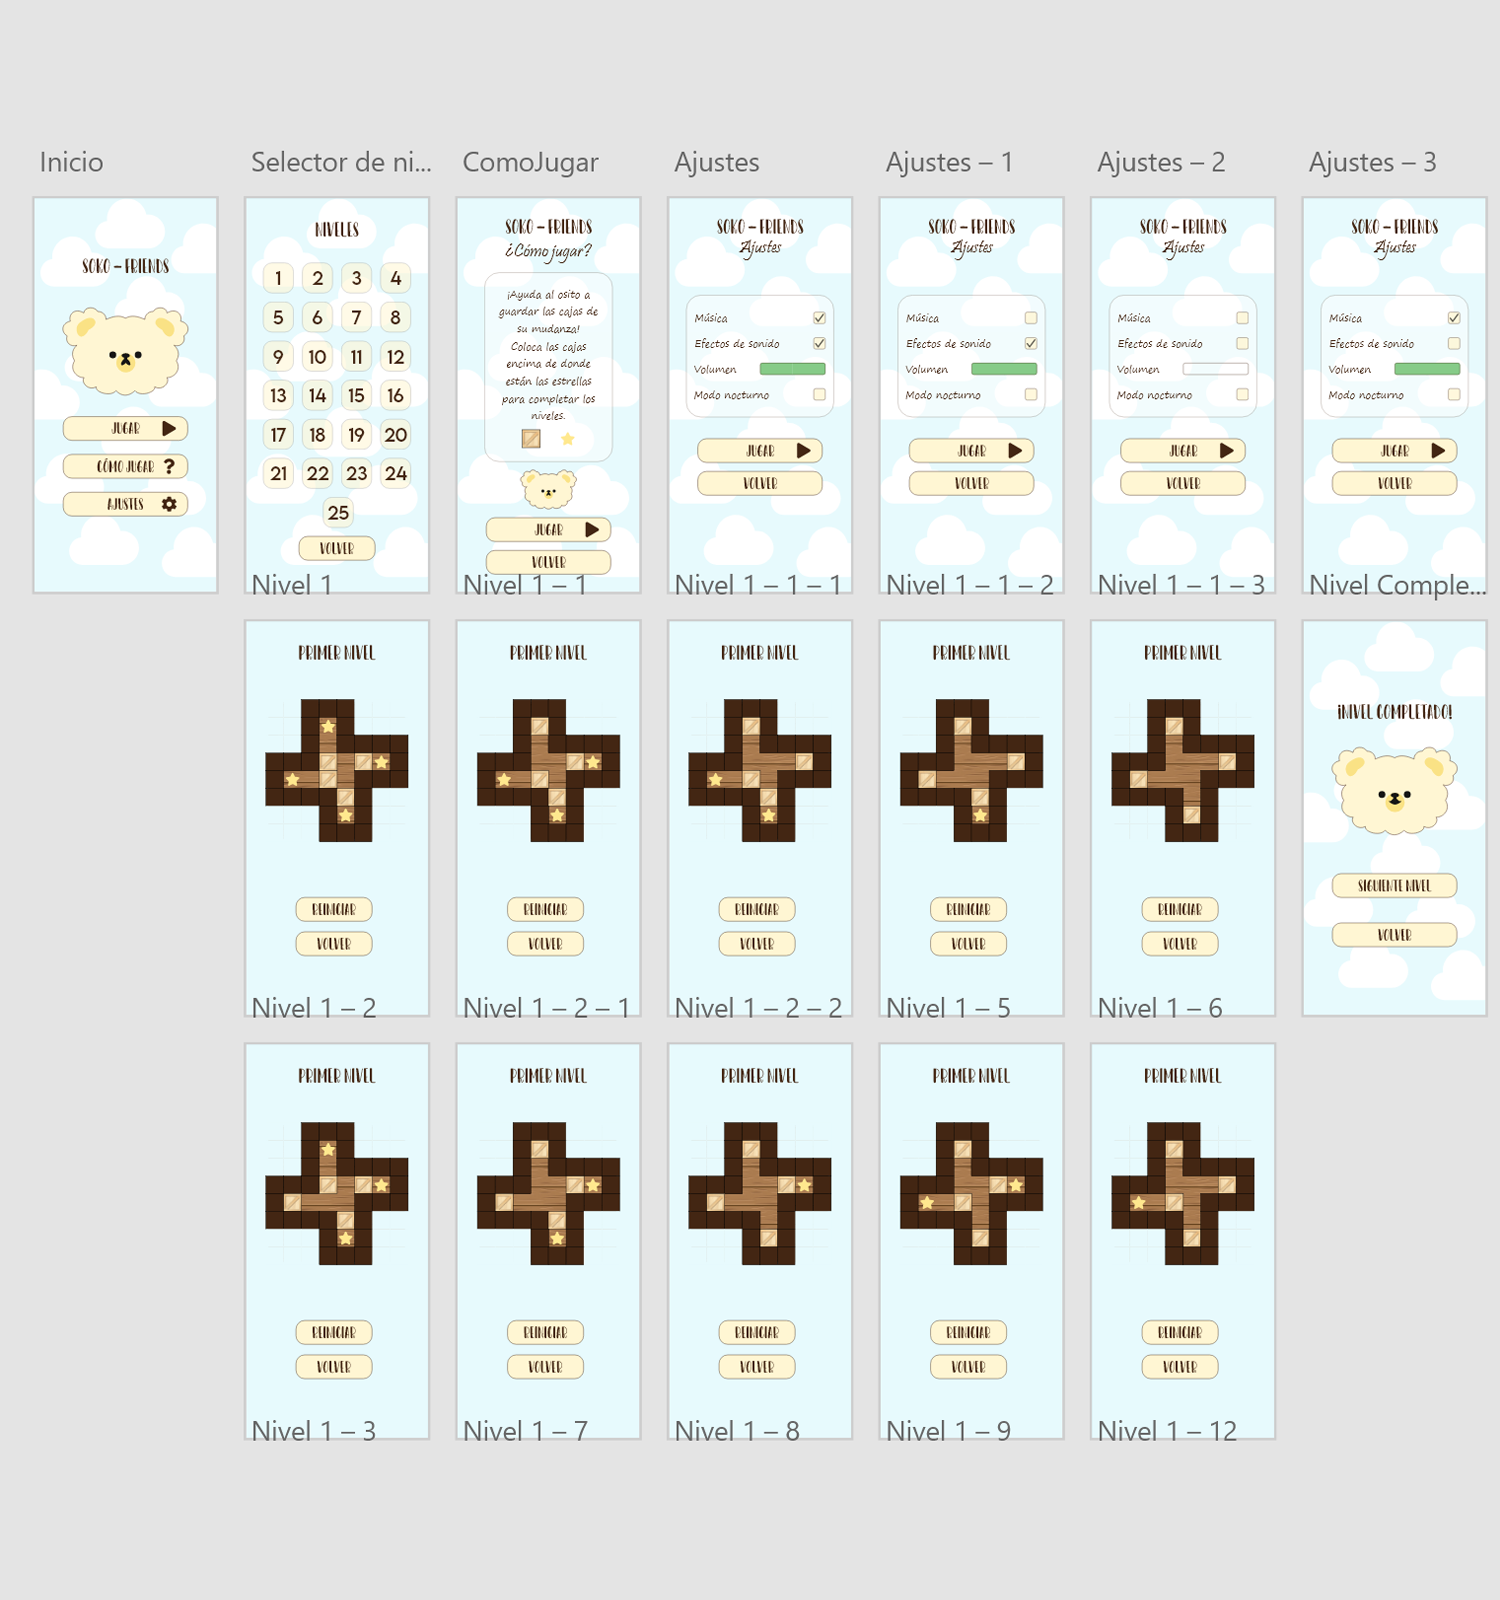 Inicio
Selector de ni...
ComoJugar
Ajustes
Ajustes – 1
Ajustes – 2
Ajustes – 3
SOKO – FRIENDS
JUGAR
CÓMO JUGAR ?
AJUSTES
NIVELES
1 2 3 4
5 6 7 8
9 10 11 12
13 14 15 16
17 18 19 20
21 22 23 24
25
VOLVER
SOKO – FRIENDS
¿Cómo jugar?
¡Ayuda al osito a
guardar las cajas de
su mudanza!
Coloca las cajas
encima de donde
están las estrellas
para completar los
niveles.
JUGAR
VOLVER
SOKO – FRIENDS
Ajustes
Música
Efectos de sonido
Volumen
Modo nocturno
JUGAR
VOLVER
SOKO – FRIENDS
Ajustes
Música
Efectos de sonido
Volumen
Modo nocturno
JUGAR
VOLVER
SOKO – FRIENDS
Ajustes
Música
Efectos de sonido
Volumen
Modo nocturno
JUGAR
VOLVER
SOKO – FRIENDS
Ajustes
Música
Efectos de sonido
Volumen
Modo nocturno
JUGAR
VOLVER
Nivel 1
Nivel 1 – 1
Nivel 1 – 1 – 1
Nivel 1 – 1 – 2
Nivel 1 – 1 – 3
Nivel Comple...
PRIMER NIVEL
REINICIAR
VOLVER
PRIMER NIVEL
REINICIAR
VOLVER
PRIMER NIVEL
REINICIAR
VOLVER
PRIMER NIVEL
REINICIAR
VOLVER
PRIMER NIVEL
REINICIAR
VOLVER
¡NIVEL COMPLETADO!
SIGUIENTE NIVEL
VOLVER
Nivel 1 – 2
Nivel 1 – 2 – 1
Nivel 1 – 2 – 2
Nivel 1 – 5
Nivel 1 – 6
PRIMER NIVEL
REINICIAR
VOLVER
PRIMER NIVEL
REINICIAR
VOLVER
PRIMER NIVEL
REINICIAR
VOLVER
PRIMER NIVEL
REINICIAR
VOLVER
PRIMER NIVEL
REINICIAR
VOLVER
Nivel 1 – 3
Nivel 1 – 7
Nivel 1 – 8
Nivel 1 – 9
Nivel 1 – 12